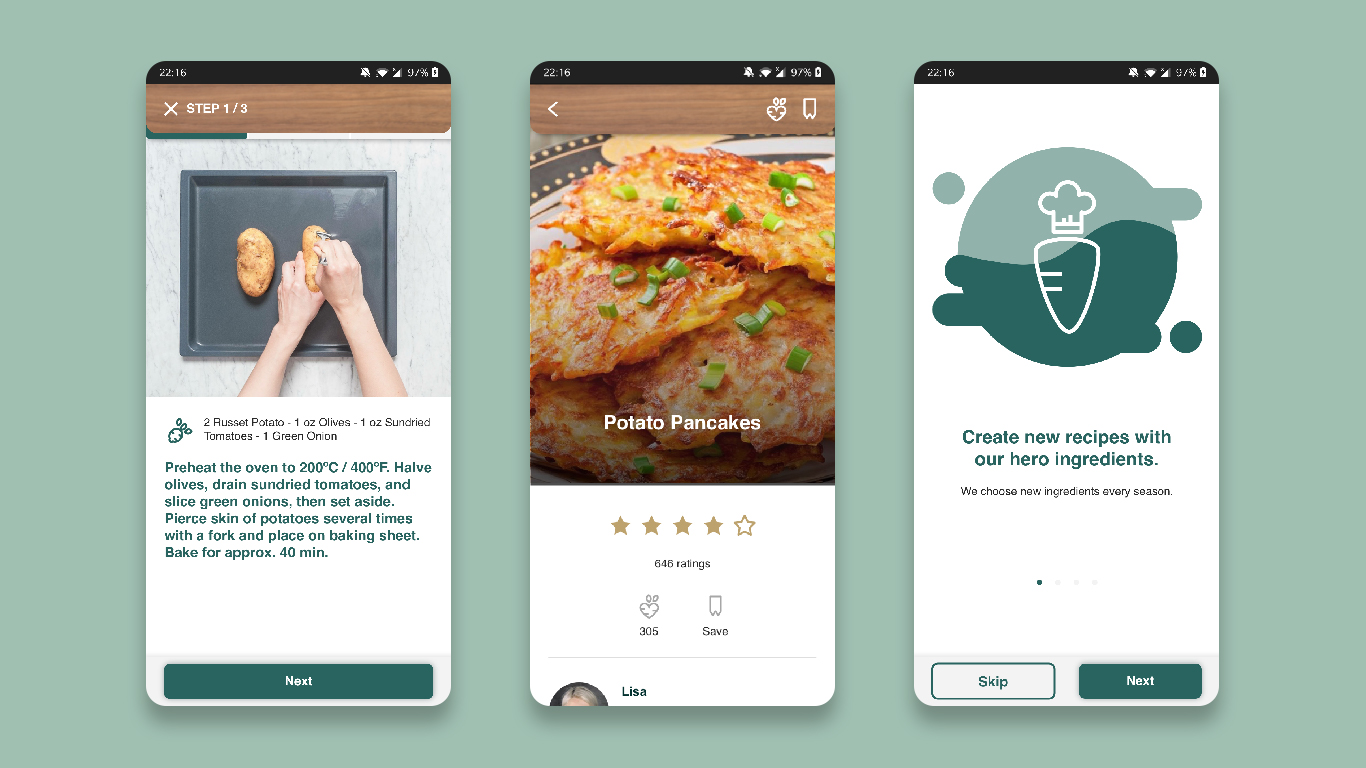 22:16
97%
STEP 1 / 3
2 Russet Potato - 1 oz Olives - 1 oz Sundried
Tomatoes - 1 Green Onion
Preheat the oven to 200ºC / 400ºF. Halve
olives, drain sundried tomatoes, and
slice green onions, then set aside.
Pierce skin of potatoes several times
with a fork and place on baking sheet.
Bake for approx. 40 min.
Next
22:16
97%
Potato Pancakes
646 ratings
305
Save
Lisa
22:16
97%
Create new recipes with
our hero ingredients.
We choose new ingredients every season.
Skip
Next